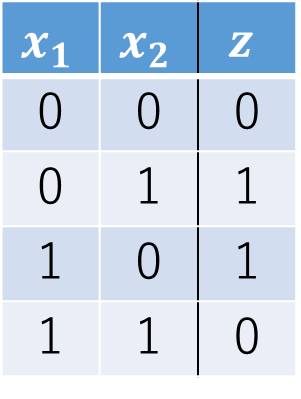 x₁ x₂ z
0 0 0
0 1 1
1 0 1
1 1 0